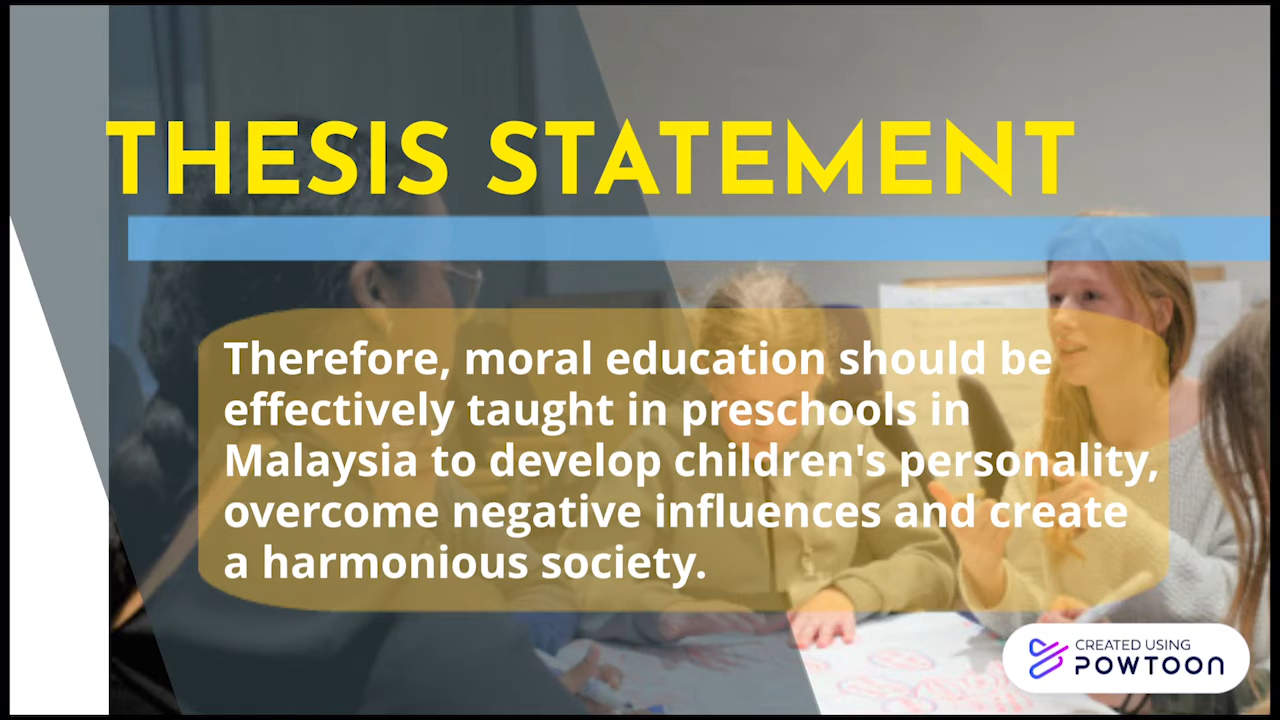 THESIS STATEMENT
Therefore, moral education should be
effectively taught in preschools in
Malaysia to develop children's personality,
overcome negative influences and create
a harmonious society.
CREATED USING
POWTOON